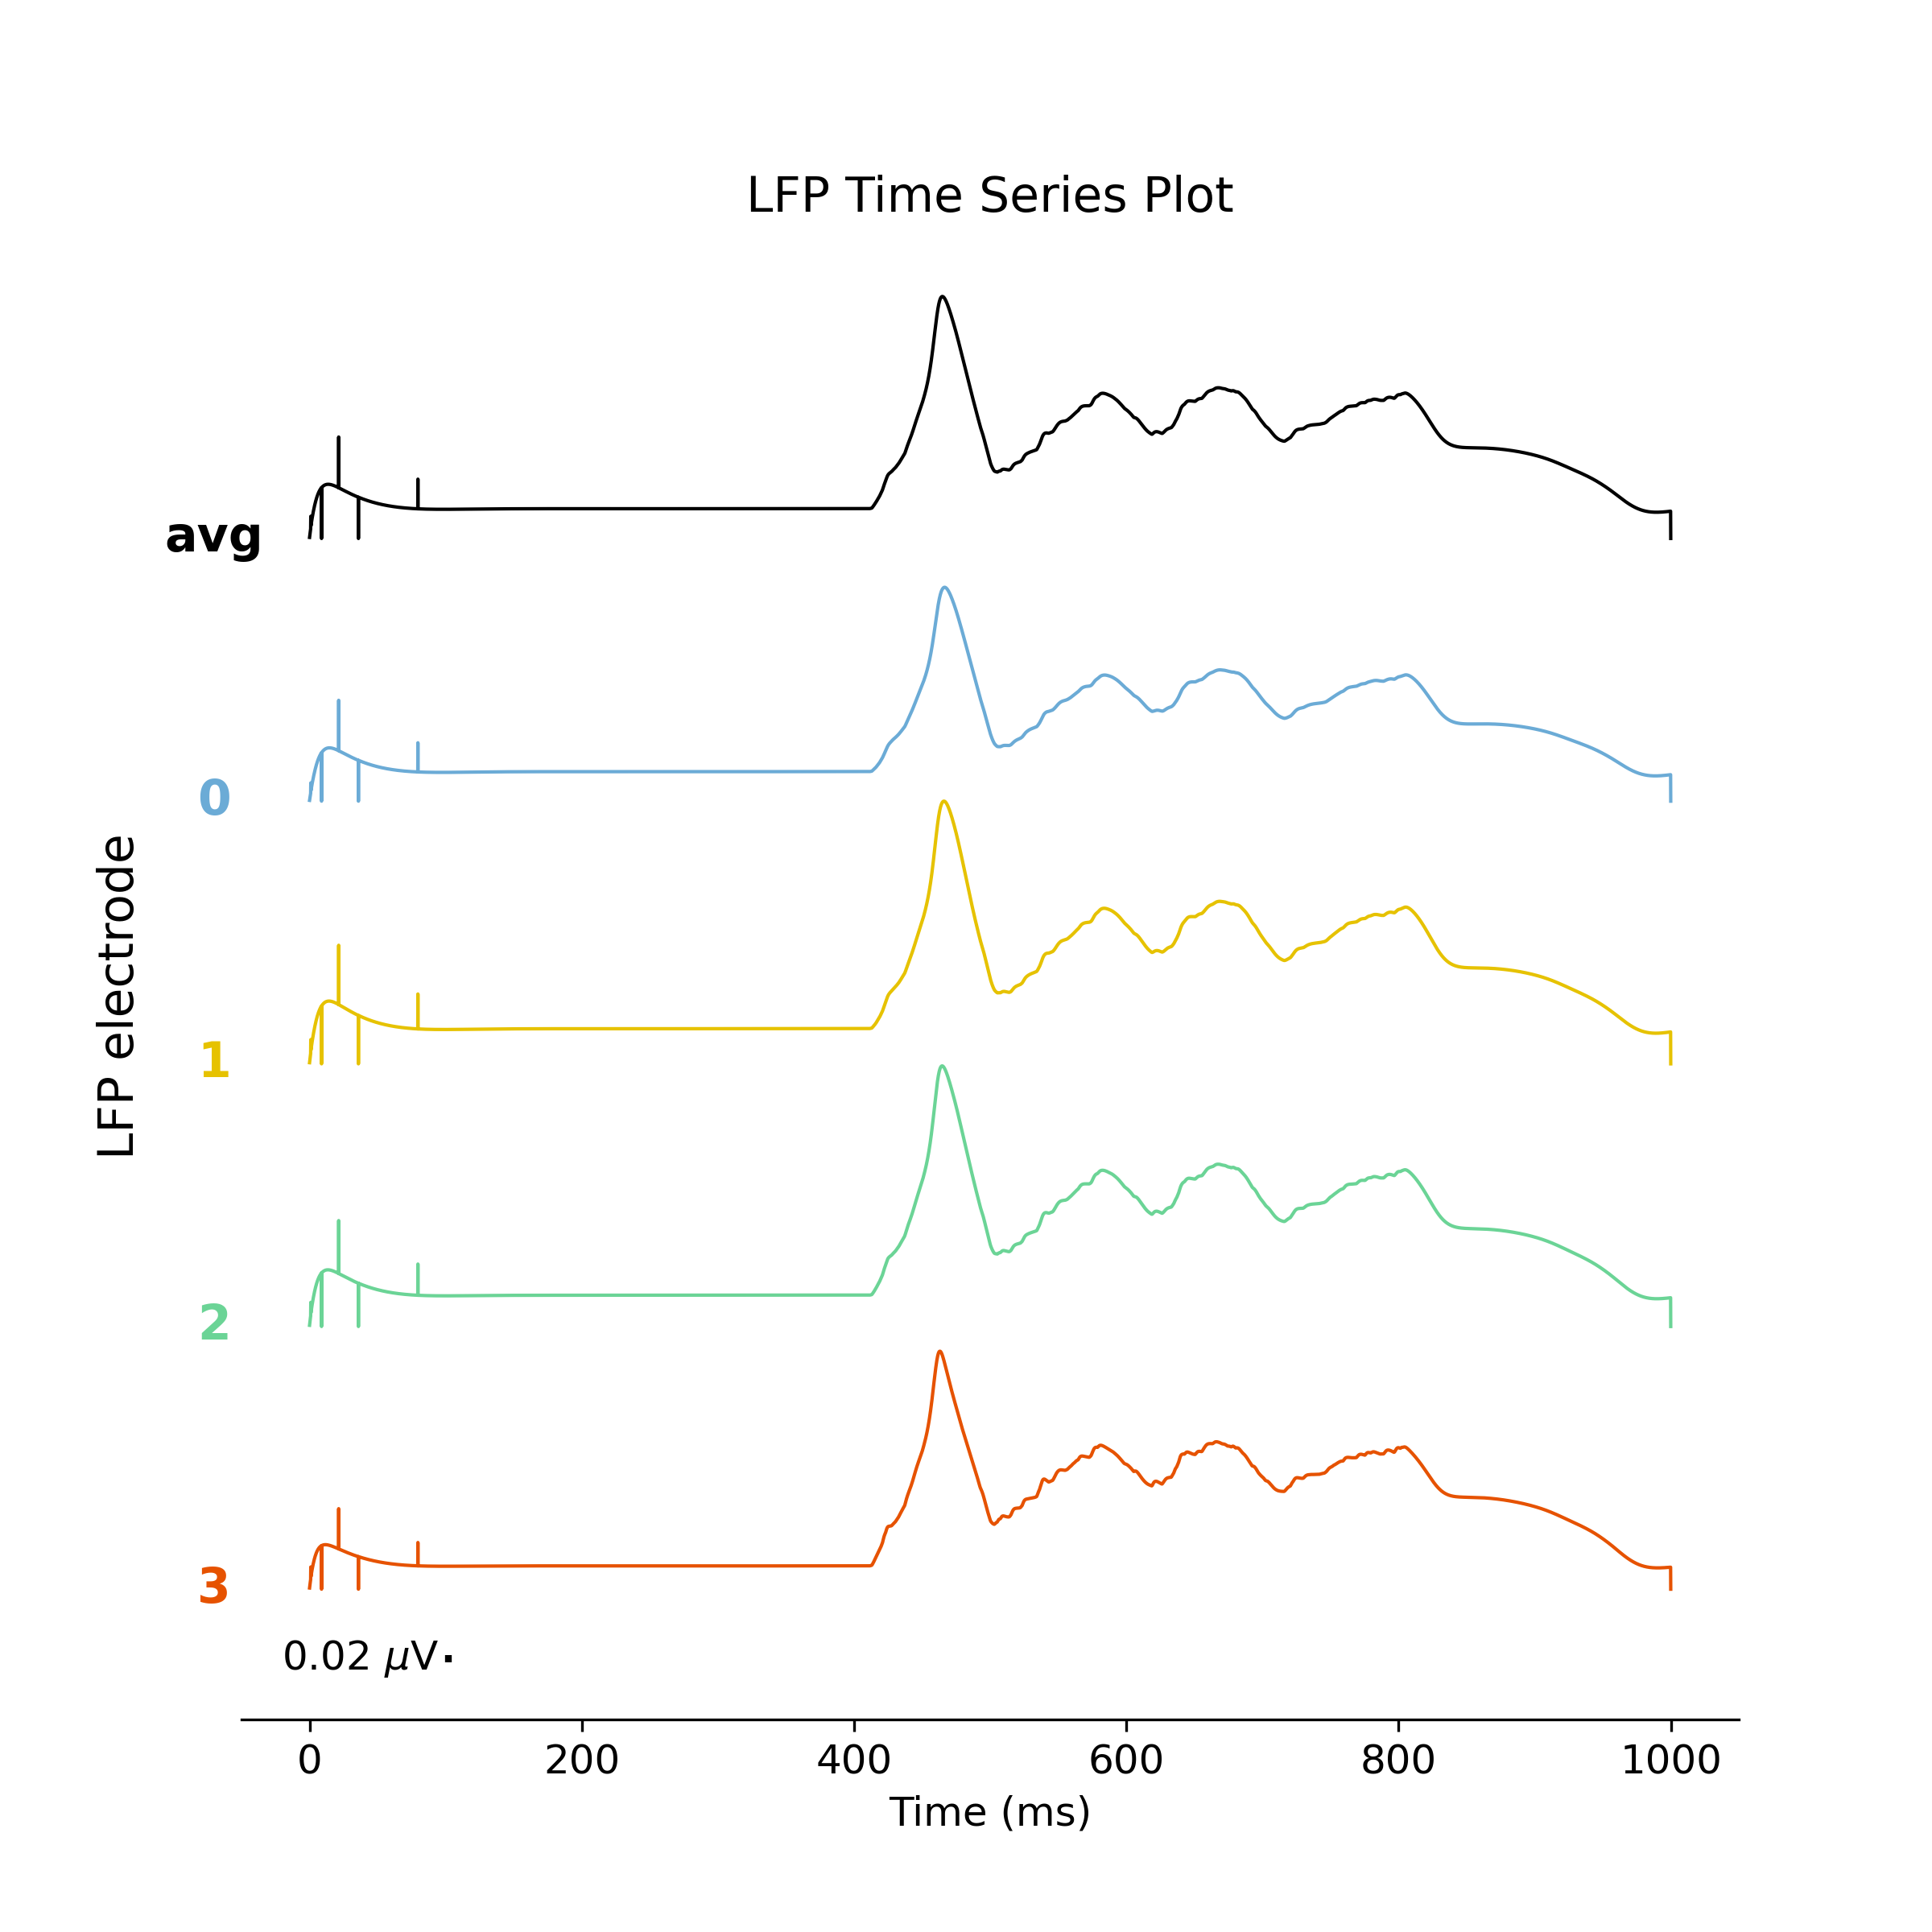 LFP Time Series Plot
avg
0
1
2
3
LFP electrode
0.02 μV
0 200 400 600 800 1000
Time (ms)